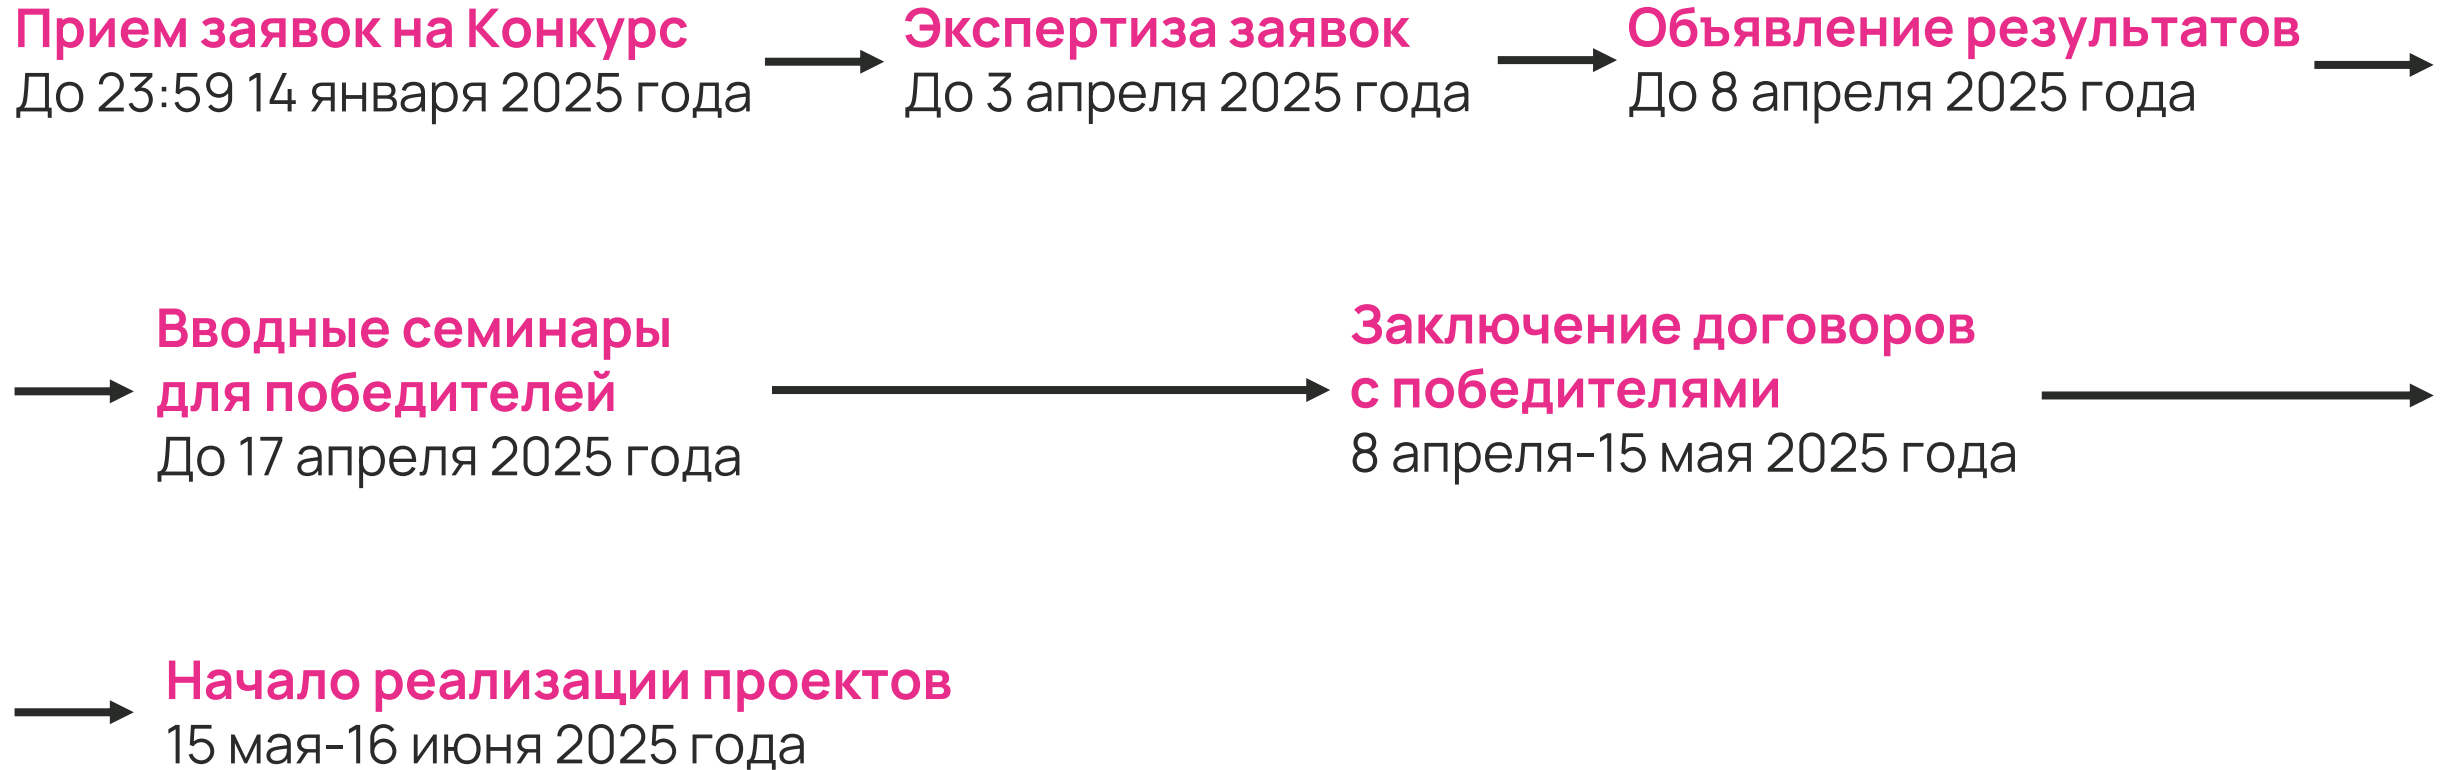 Прием заявок на Конкурс
До 23:59 14 января 2025 года
Экспертиза заявок
До 3 апреля 2025 года
Объявление результатов
До 8 апреля 2025 года
Вводные семинары
для победителей
До 17 апреля 2025 года
Заключение договоров
с победителями
8 апреля-15 мая 2025 года
Начало реализации проектов
15 мая-16 июня 2025 года